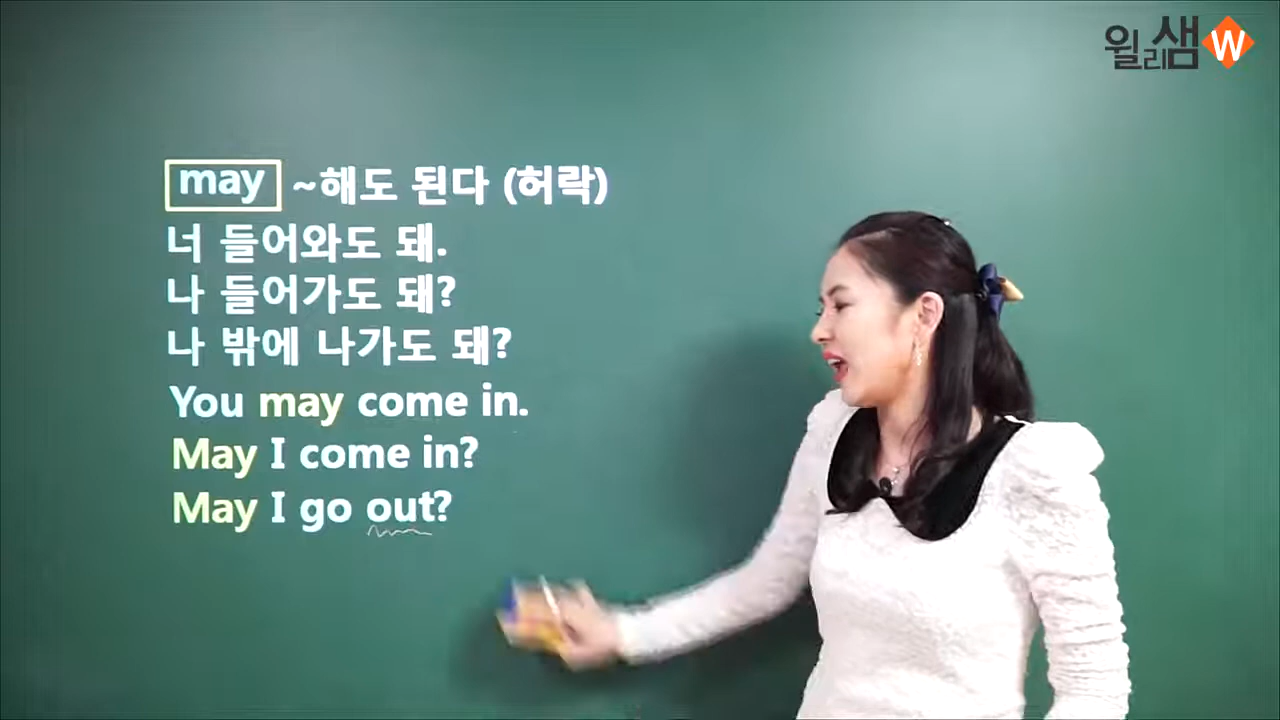 윌리샘 W
may ~해도 된다 (허락)
너 들어와도 돼.
나 들어가도 돼?
나 밖에 나가도 돼?
You may come in.
May I come in?
May I go out?